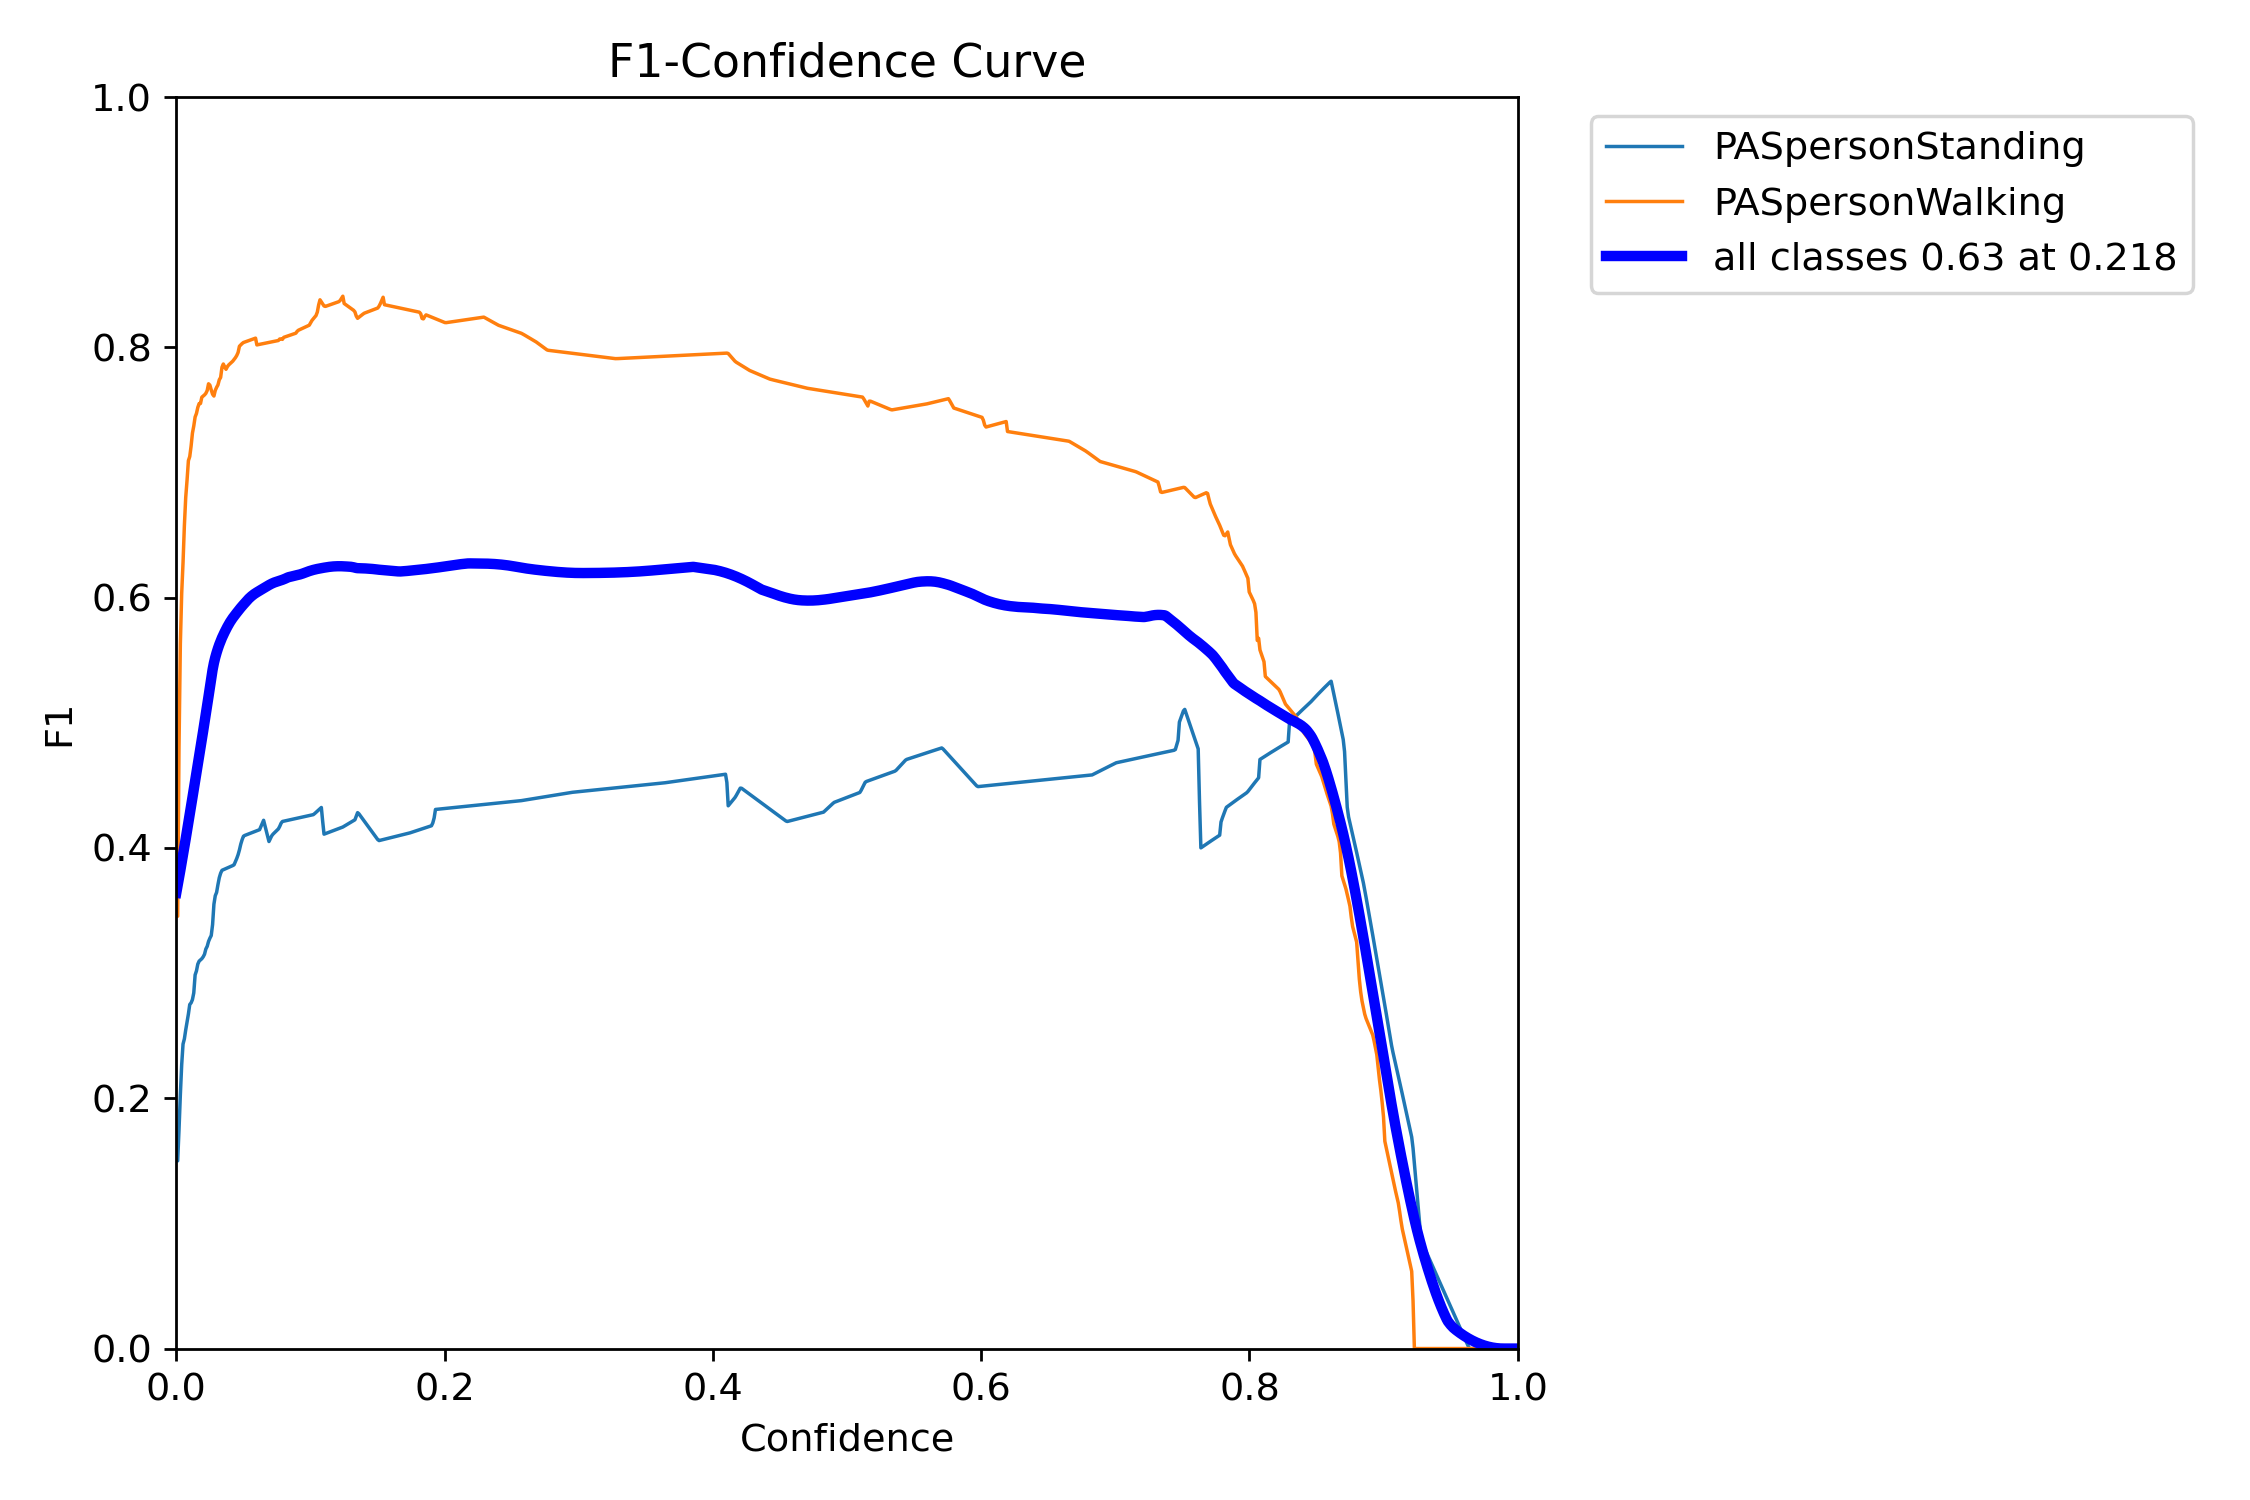 F1-Confidence Curve
1.0
0.8
0.6
0.4
0.2
0.0
F1
0.0 0.2 0.4 0.6 0.8 1.0
Confidence
PASpersonStanding
PASpersonWalking
all classes 0.63 at 0.218